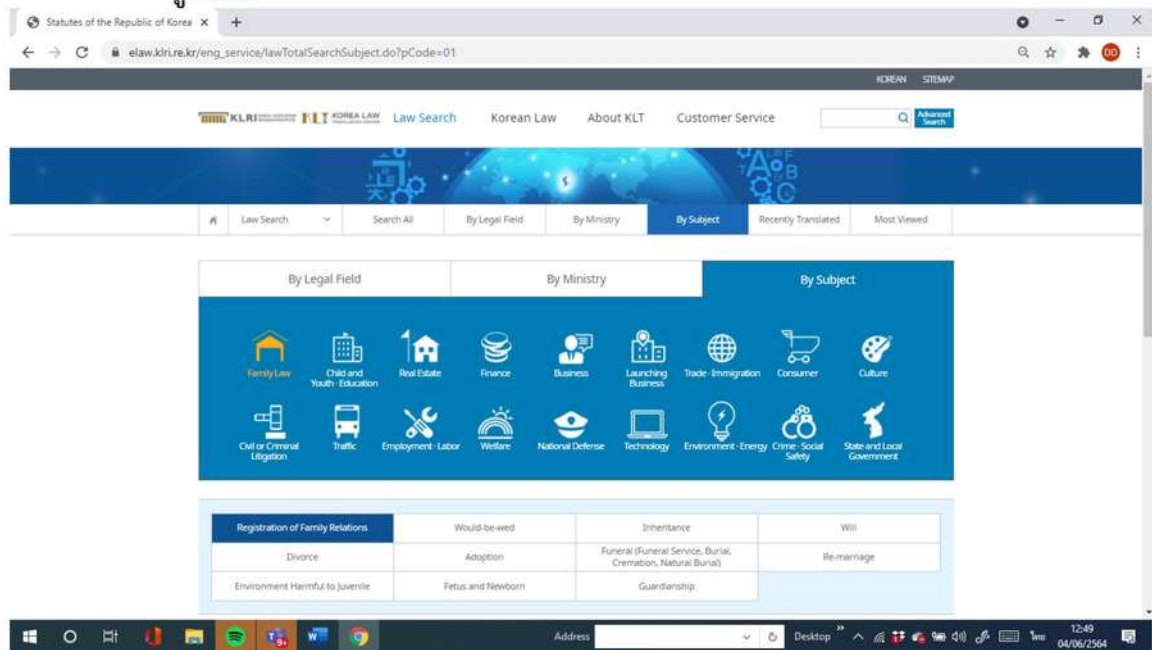 Statutes of the Republic of Korea
elaw.klri.re.kr/eng_service/lawTotalSearchSubject.do?pCode=01
DD
KOREAN SITEMAP
KLRI KLT KOREA LAW Law Search Korean Law About KLT Customer Service Advanced Search
Law Search Search All By Legal Field By Ministry By Subject Recently Translated Most Viewed
By Legal Field By Ministry By Subject
Family Law Child and Youth · Education Real Estate Finance Business Launching Business Trade · Immigration Consumer Culture
Civil or Criminal Litigation Traffic Employment · Labor Welfare National Defense Technology Environment · Energy Crime · Social Safety State and Local Government
Registration of Family Relations Would-be-wed Inheritance Will
Divorce Adoption Funeral (Funeral Service, Burial, Cremation, Natural Burial) Re-marriage
Environment Harmful to Juvenile Fetus and Newborn Guardianship
Address Desktop ไทย 12:49
04/06/2564